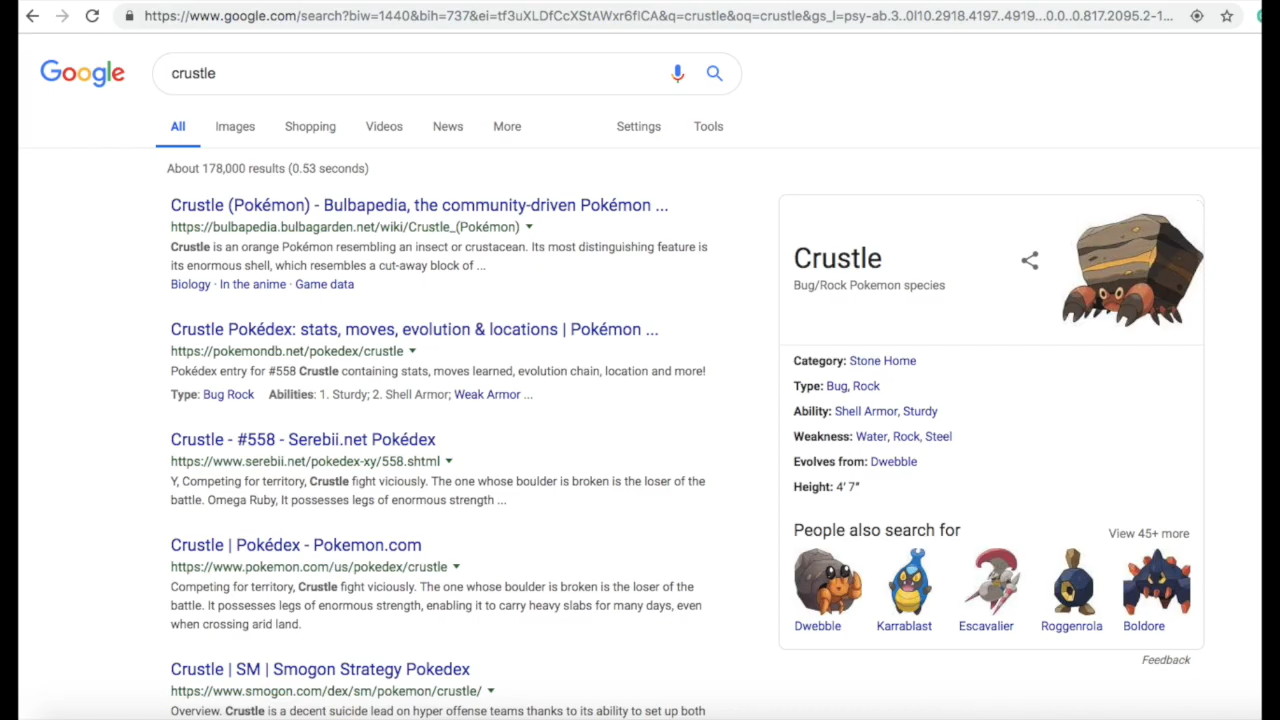 https://www.google.com/search?biw=1440&bih=737&ei=tf3uXLDfCcXStAWxr6fICA&q=crustle&oq=crustle&gs_l=psy-ab.3..0l10.2918.4197..4919...0.0..0.817.2095.2-1...
Google
crustle
All Images Shopping Videos News More Settings Tools
About 178,000 results (0.53 seconds)
Crustle (Pokémon) - Bulbapedia, the community-driven Pokémon ...
https://bulbapedia.bulbagarden.net/wiki/Crustle_(Pokémon)
Crustle is an orange Pokémon resembling an insect or crustacean. Its most distinguishing feature is
its enormous shell, which resembles a cut-away block of ...
Biology · In the anime · Game data
Crustle Pokédex: stats, moves, evolution & locations | Pokémon ...
https://pokemondb.net/pokedex/crustle
Pokédex entry for #558 Crustle containing stats, moves learned, evolution chain, location and more!
Type: Bug Rock Abilities: 1. Sturdy; 2. Shell Armor; Weak Armor ...
Crustle - #558 - Serebii.net Pokédex
https://www.serebii.net/pokedex-xy/558.shtml
Y, Competing for territory, Crustle fight viciously. The one whose boulder is broken is the loser of the
battle. Omega Ruby, It possesses legs of enormous strength ...
Crustle | Pokédex - Pokemon.com
https://www.pokemon.com/us/pokedex/crustle
Competing for territory, Crustle fight viciously. The one whose boulder is broken is the loser of the
battle. It possesses legs of enormous strength, enabling it to carry heavy slabs for many days, even
when crossing arid land.
Crustle | SM | Smogon Strategy Pokedex
https://www.smogon.com/dex/sm/pokemon/crustle/
Overview. Crustle is a decent suicide lead on hyper offense teams thanks to its ability to set up both
Crustle
Bug/Rock Pokemon species
Category: Stone Home
Type: Bug, Rock
Ability: Shell Armor, Sturdy
Weakness: Water, Rock, Steel
Evolves from: Dwebble
Height: 4′ 7″
People also search for
View 45+ more
Dwebble Karrablast Escavalier Roggenrola Boldore
Feedback